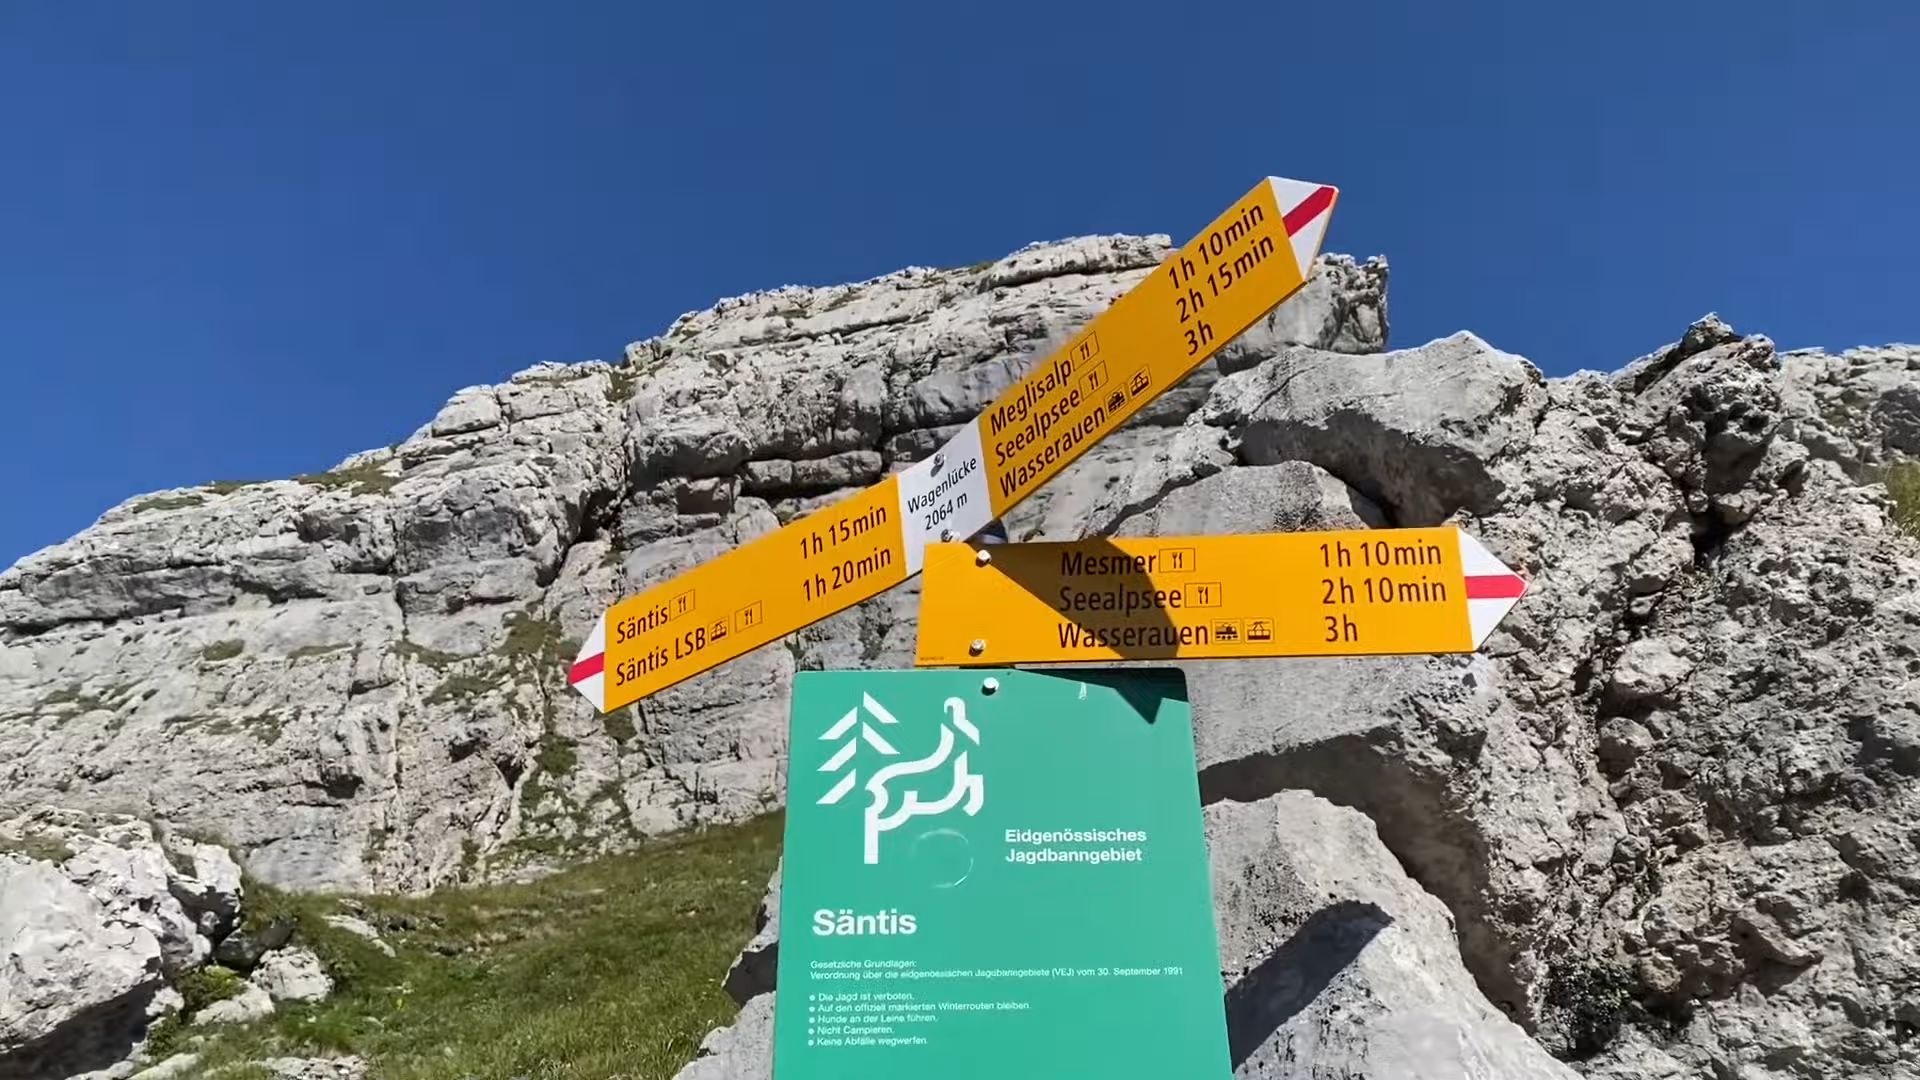 Meglisalp 1h 10min
Seealpsee 2h 15min
Wasserauen 3h
Wagenlücke
2064 m
Säntis 1h 15min
Säntis LSB 1h 20min
Mesmer 1h 10min
Seealpsee 2h 10min
Wasserauen 3h
Eidgenössisches
Jagdbanngebiet
Säntis
Gesetzliche Grundlagen:
Verordnung über die eidgenössischen Jagdbanngebiete (VEJ) vom 30. September 1991
● Die Jagd ist verboten.
● Auf den offiziell markierten Winterrouten bleiben.
● Hunde an der Leine führen.
● Nicht Campieren.
● Keine Abfälle wegwerfen.